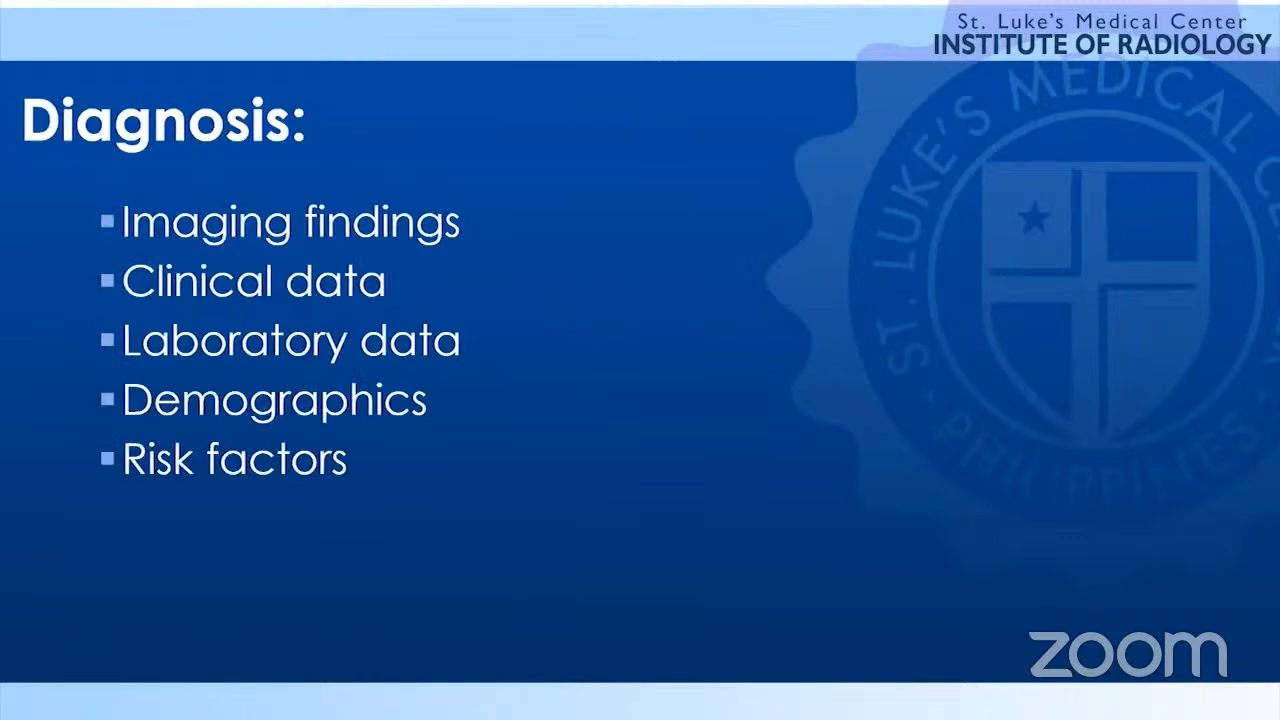 St. Luke's Medical Center
INSTITUTE OF RADIOLOGY
Diagnosis:
Imaging findings
Clinical data
Laboratory data
Demographics
Risk factors
ST. LUKE'S MEDICAL
PHILIPPINES
zoom